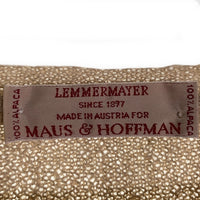 LEMMERMAYER
SINCE 1897
MADE IN AUSTRIA FOR
MAUS & HOFFMAN
100% ALPACA
100% ALPACA